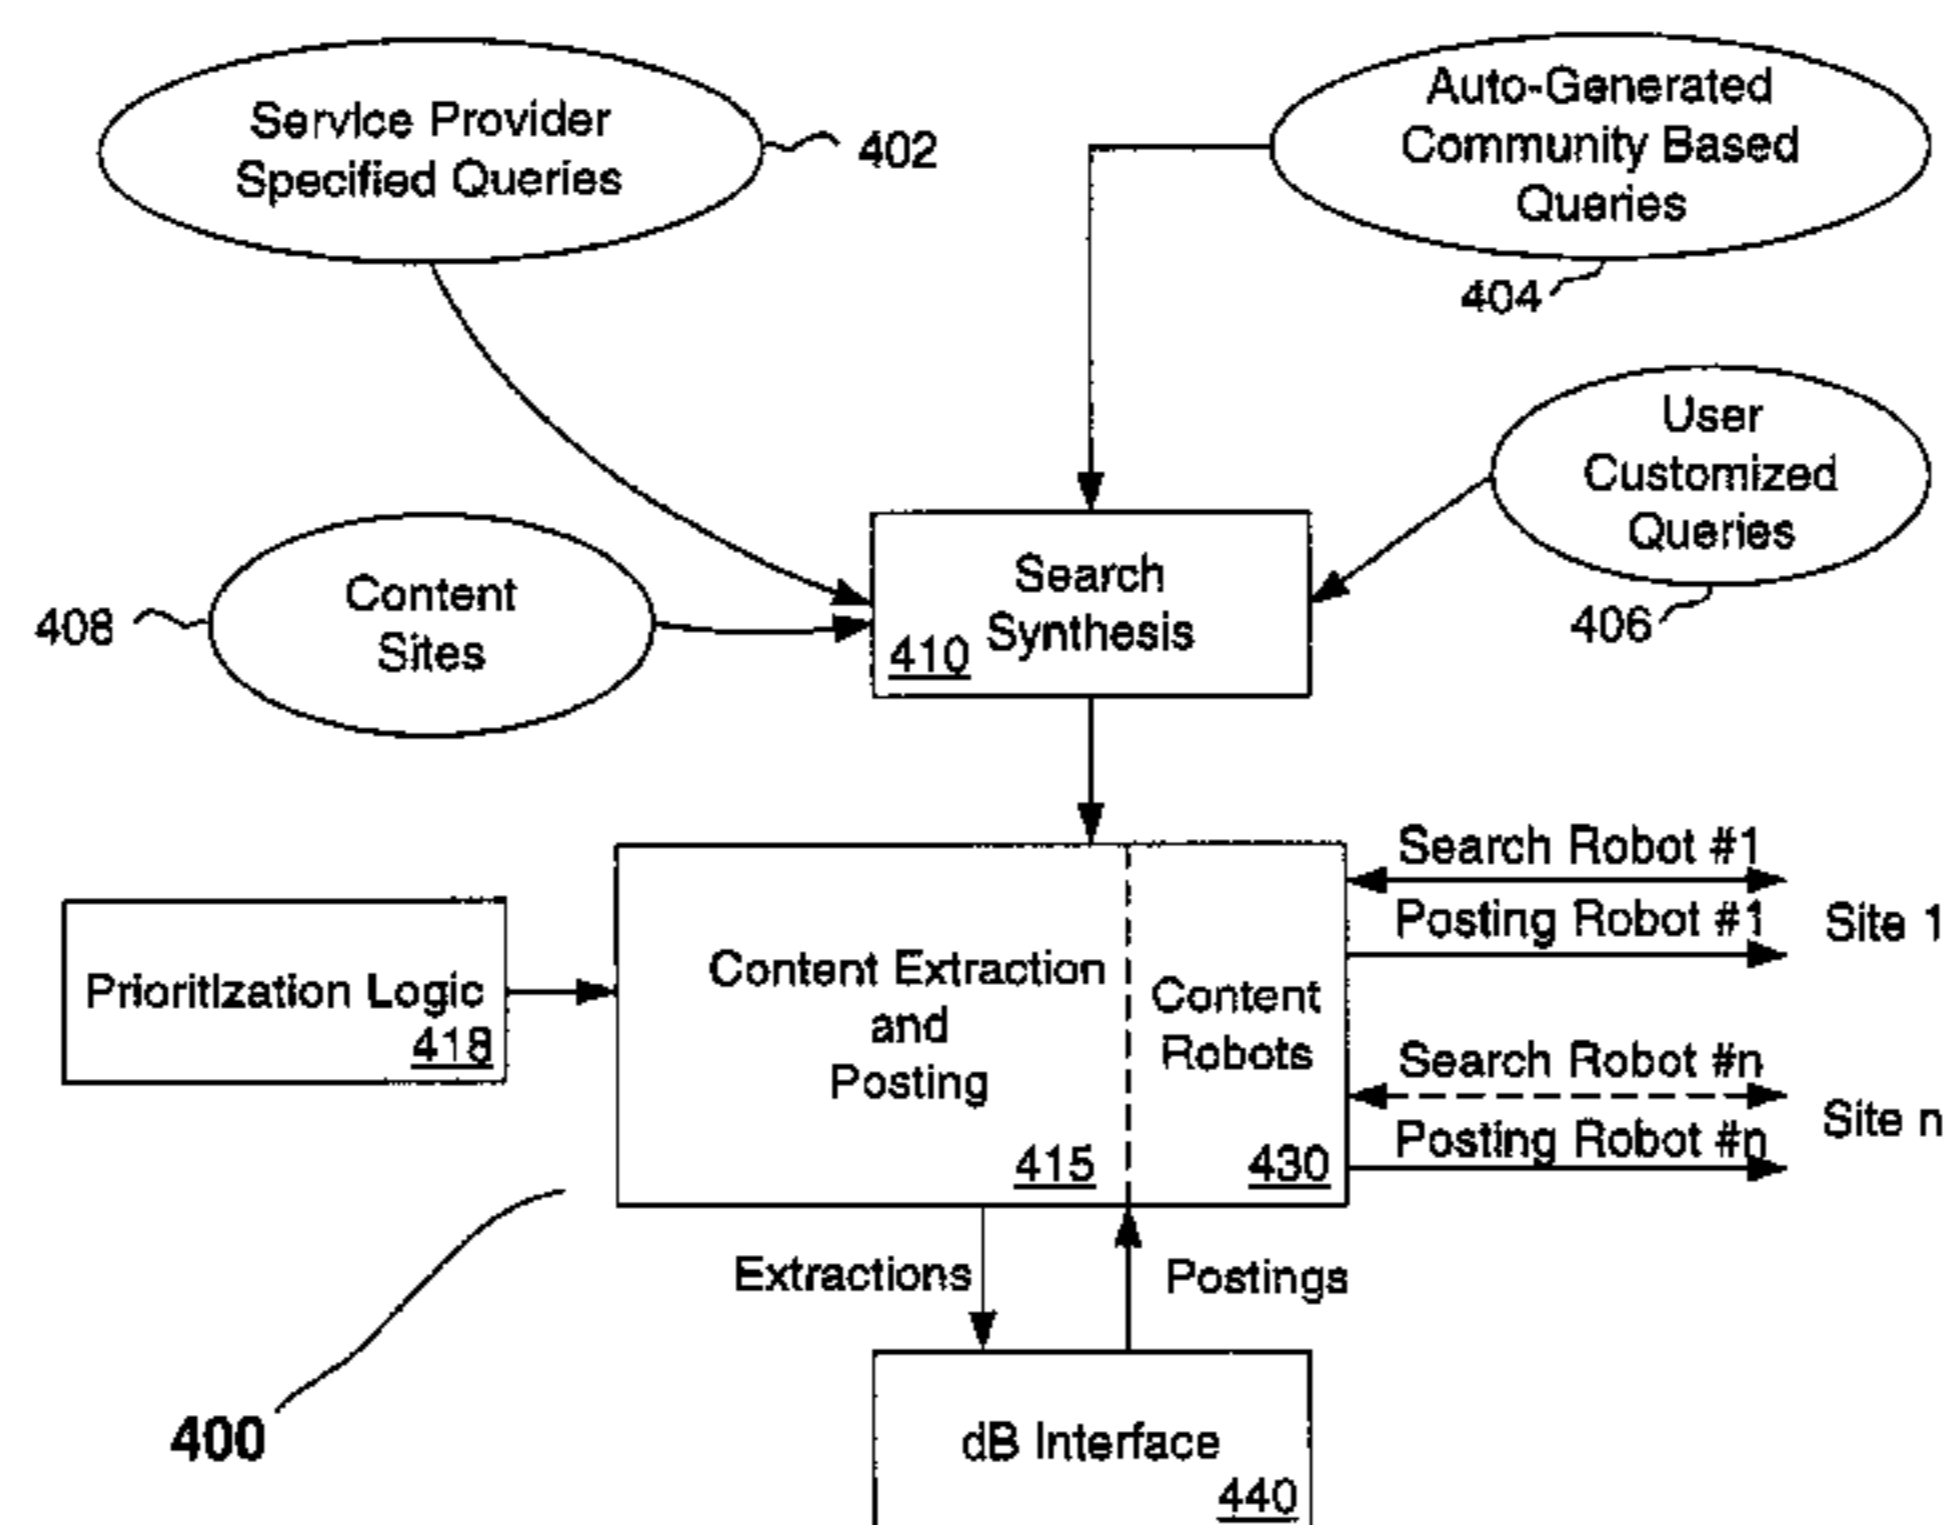 Service Provider
Specified Queries
402
Auto-Generated
Community Based
Queries
404
User
Customized
Queries
406
Content
Sites
408
Search
Synthesis
410
Prioritization Logic
418
Content Extraction
and
Posting
415
Content
Robots
430
Search Robot #1
Posting Robot #1
Site 1
Search Robot #n
Posting Robot #n
Site n
Extractions
Postings
400
dB Interface
440